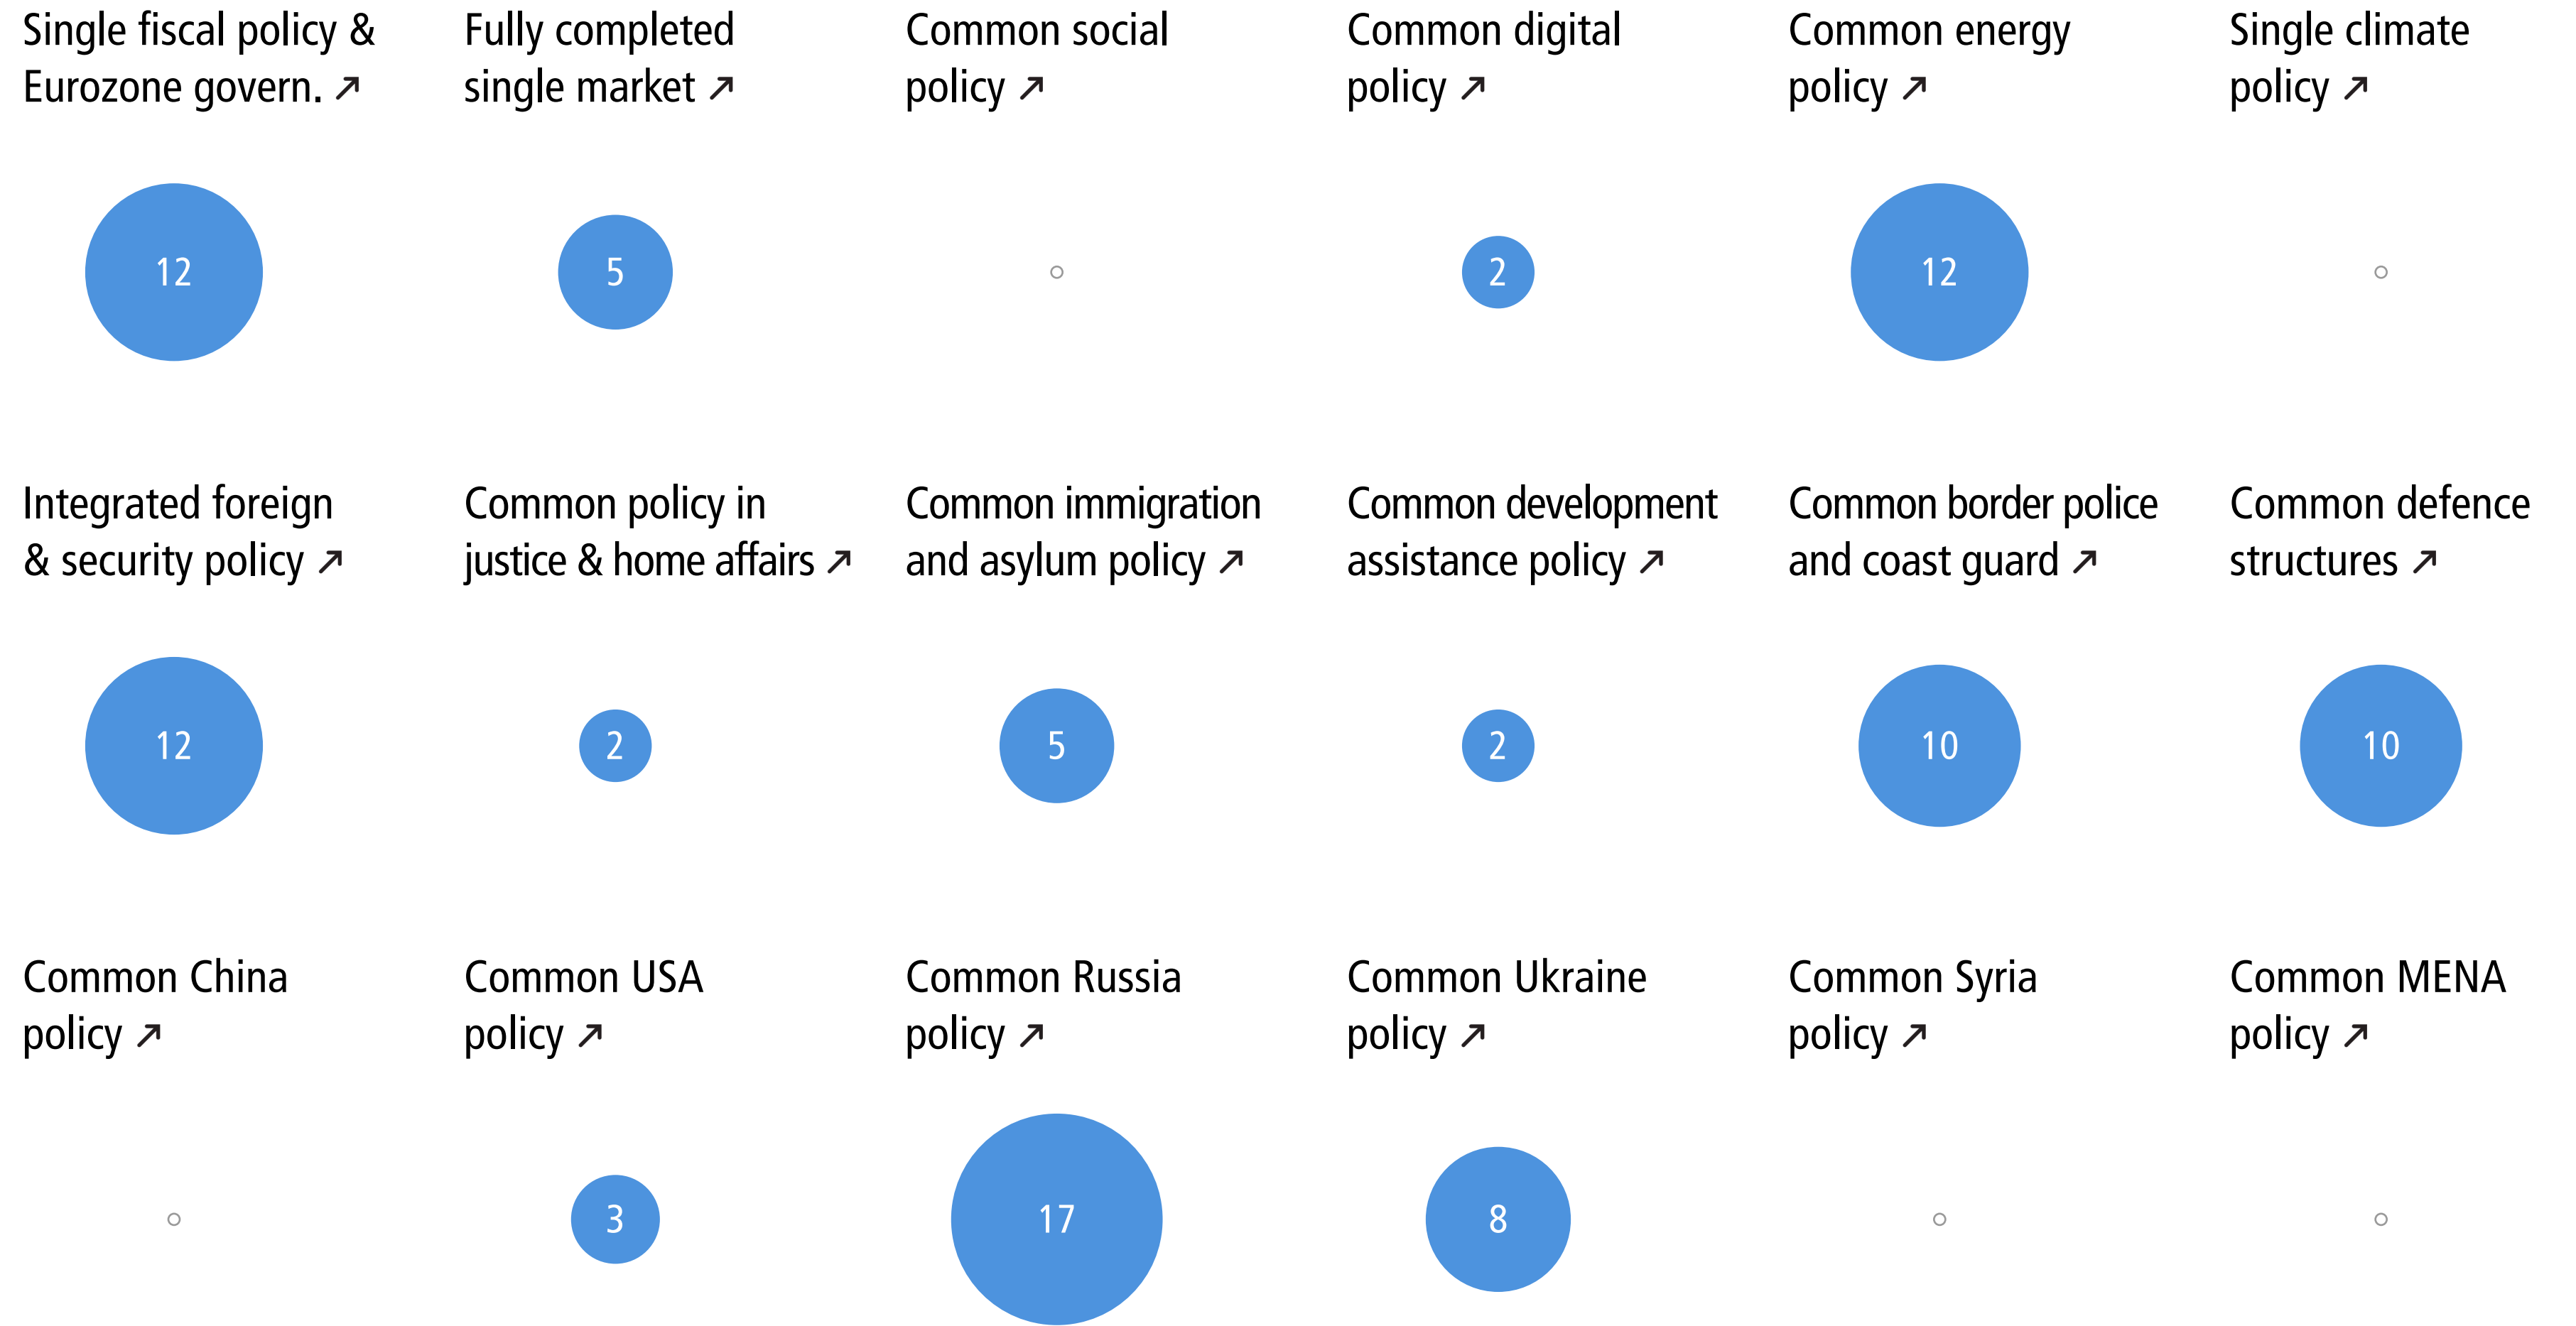 Single fiscal policy &
Eurozone govern. ↗
Fully completed
single market ↗
Common social
policy ↗
Common digital
policy ↗
Common energy
policy ↗
Single climate
policy ↗
12
5
2
12
Integrated foreign
& security policy ↗
Common policy in
justice & home affairs ↗
Common immigration
and asylum policy ↗
Common development
assistance policy ↗
Common border police
and coast guard ↗
Common defence
structures ↗
12
2
5
2
10
10
Common China
policy ↗
Common USA
policy ↗
Common Russia
policy ↗
Common Ukraine
policy ↗
Common Syria
policy ↗
Common MENA
policy ↗
3
17
8